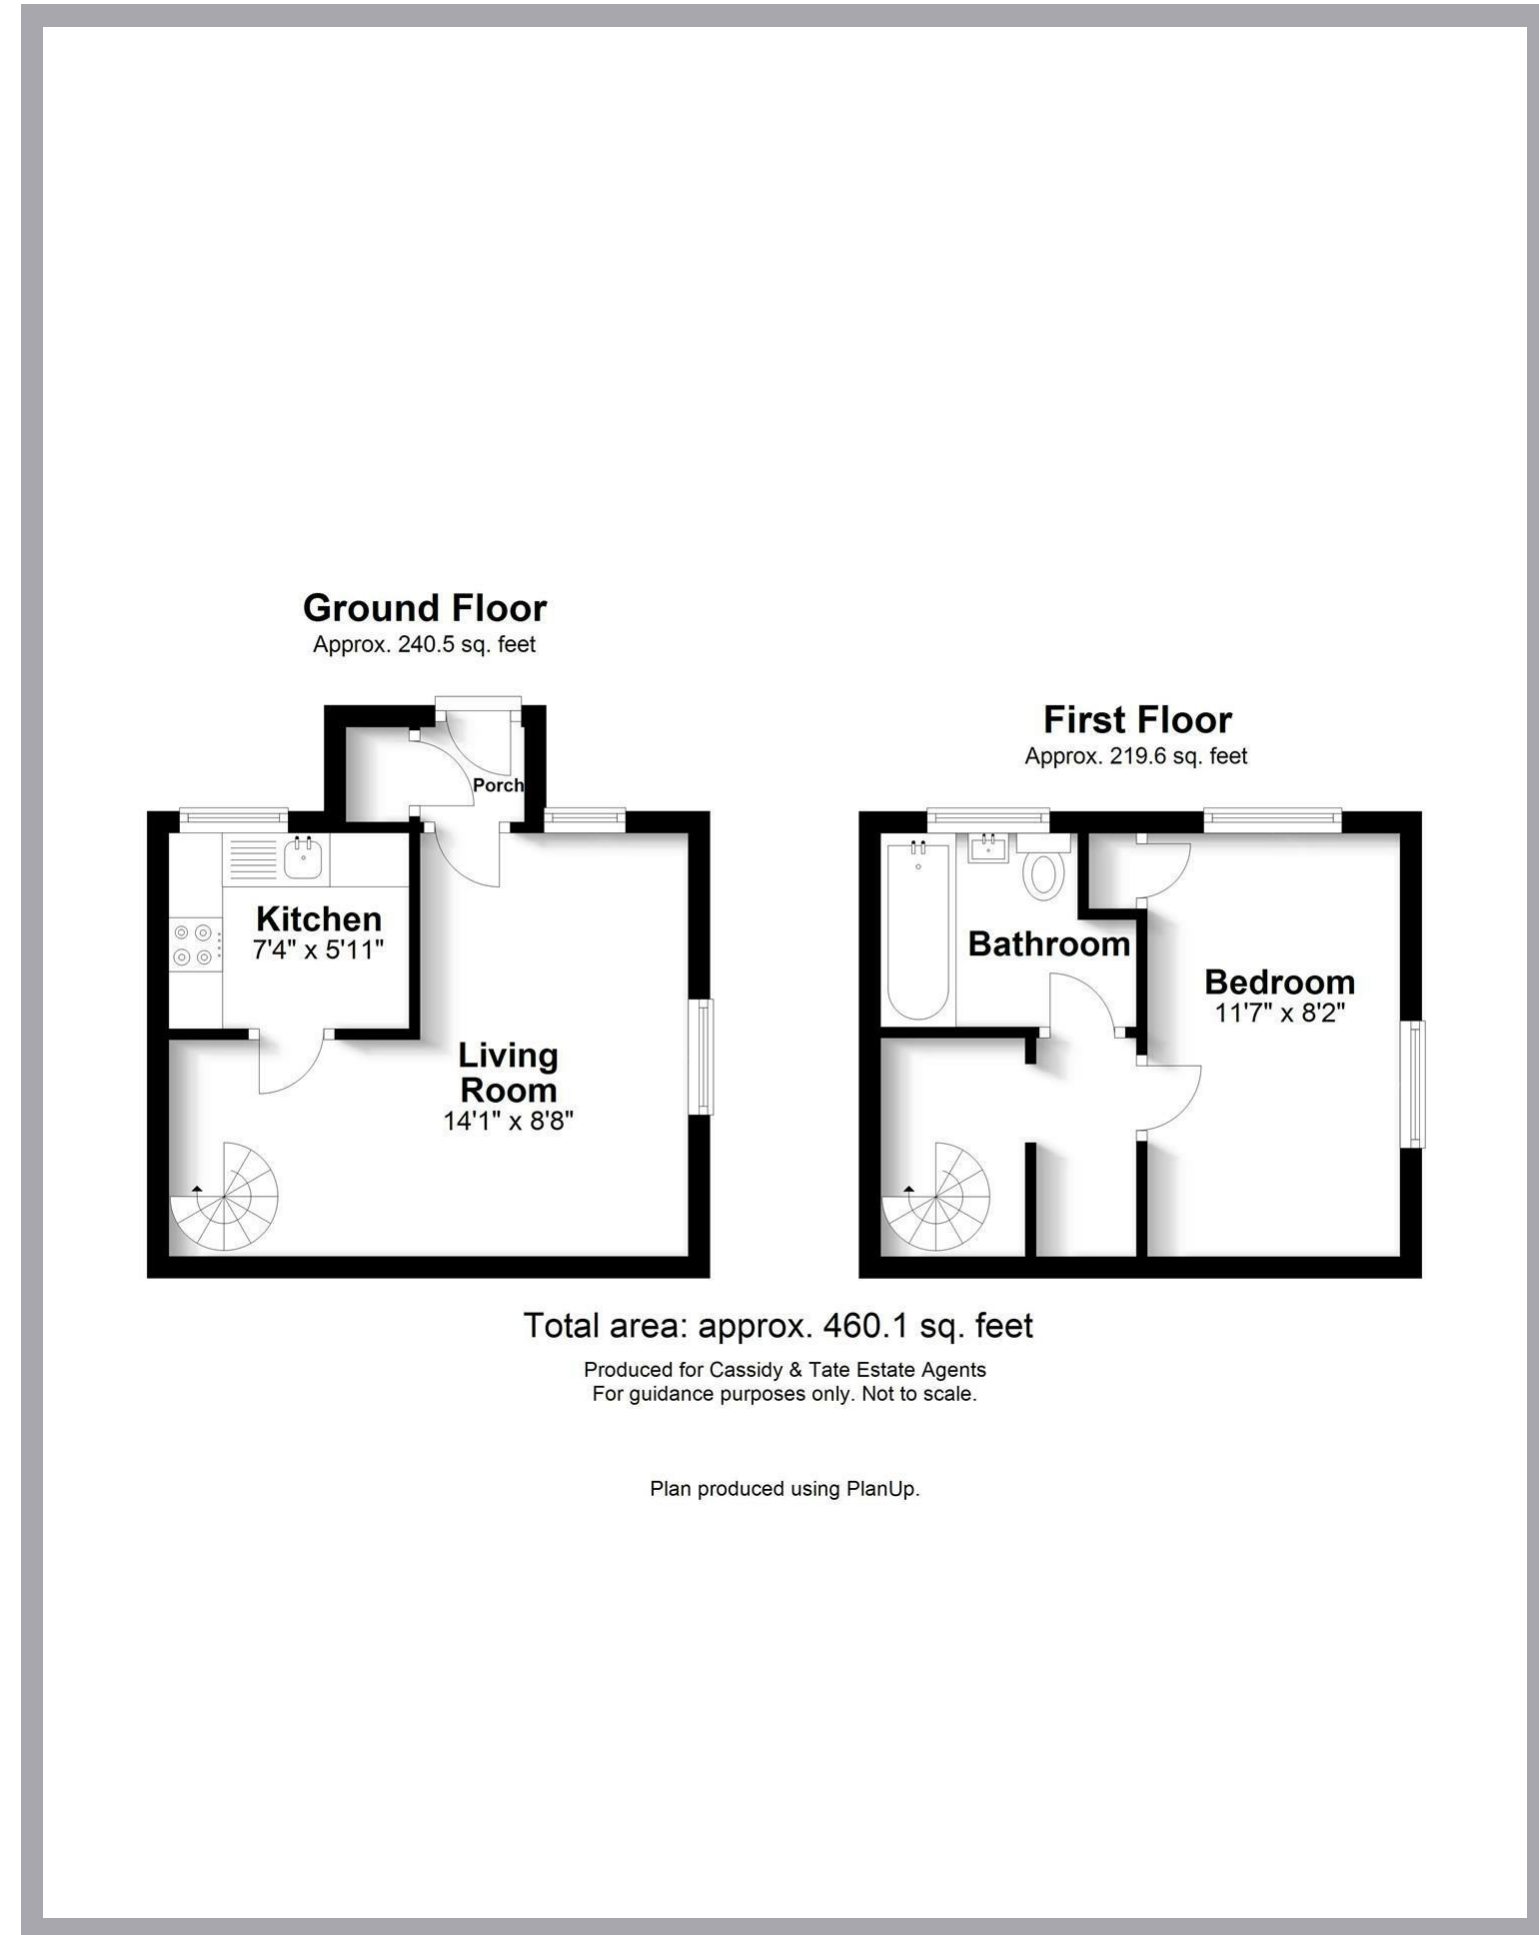 Ground Floor
Approx. 240.5 sq. feet
Porch
Kitchen
7'4" x 5'11"
Living
Room
14'1" x 8'8"
First Floor
Approx. 219.6 sq. feet
Bathroom
Bedroom
11'7" x 8'2"
Total area: approx. 460.1 sq. feet
Produced for Cassidy & Tate Estate Agents
For guidance purposes only. Not to scale.
Plan produced using PlanUp.